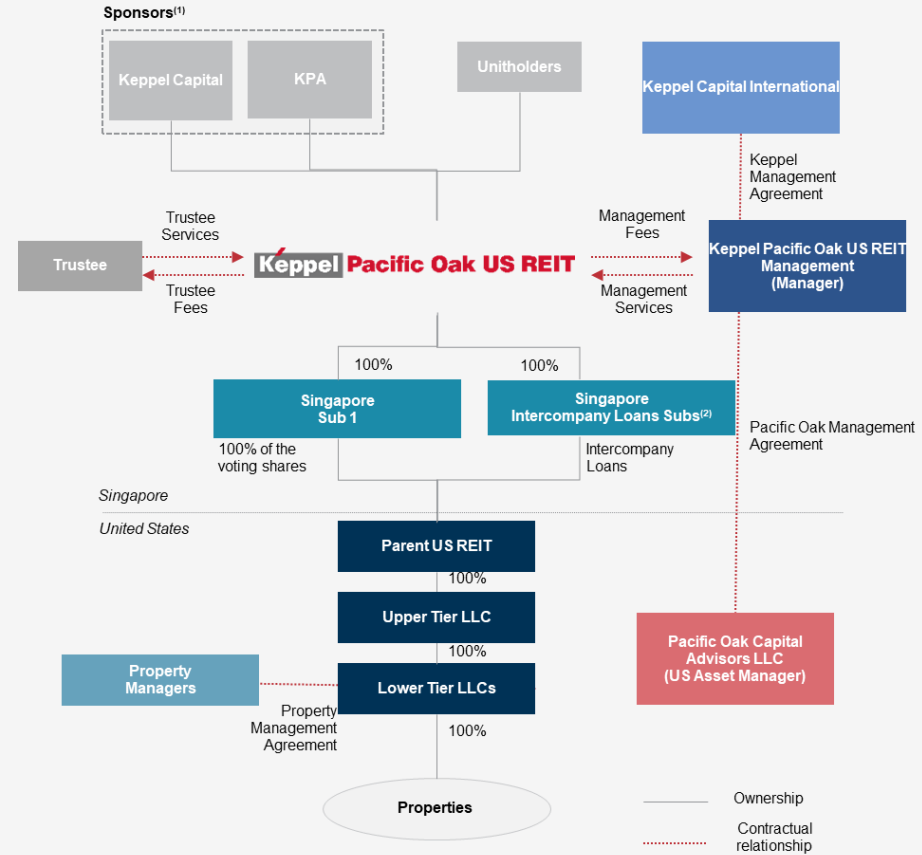 Sponsors(1)
Keppel Capital
KPA
Unitholders
Keppel Capital International
Keppel
Management
Agreement
Trustee
Services
Management
Fees
Trustee
Keppel Pacific Oak US REIT
Keppel Pacific Oak US REIT
Management
(Manager)
Trustee
Fees
Management
Services
100%
100%
Singapore
Sub 1
Singapore
Intercompany Loans Subs(2)
Pacific Oak Management
Agreement
100% of the
voting shares
Intercompany
Loans
Singapore
United States
Parent US REIT
100%
Upper Tier LLC
100%
Pacific Oak Capital
Advisors LLC
(US Asset Manager)
Property
Managers
Lower Tier LLCs
Property
Management
Agreement
100%
Properties
Ownership
Contractual
relationship